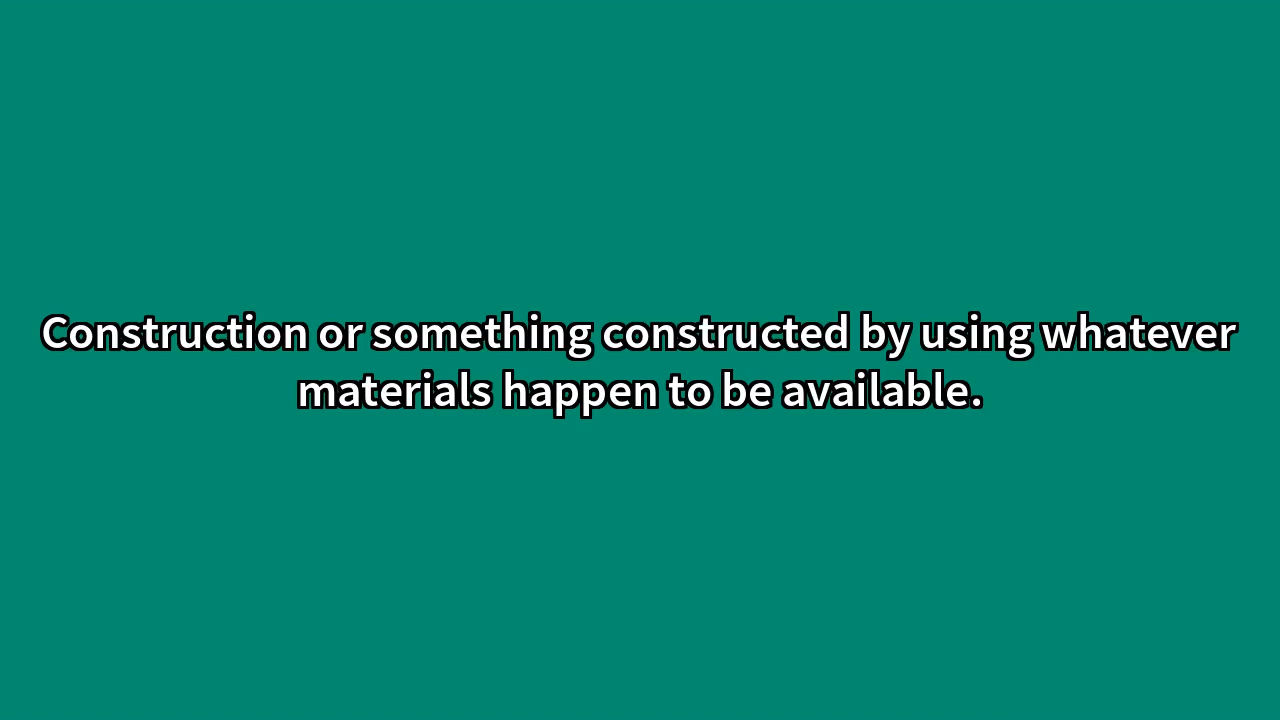 Construction or something constructed by using whatever
materials happen to be available.